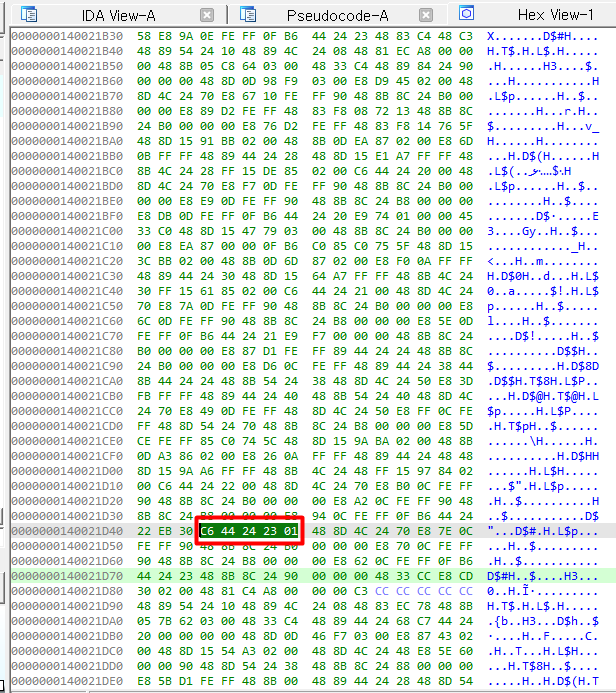 IDA View-A Pseudocode-A Hex View-1
0000000140021B30 58 E8 9A 0E FE FF 0F B6 44 24 23 48 83 C4 48 C3 X.......D$#H..H.
0000000140021B40 48 89 54 24 10 48 89 4C 24 08 48 81 EC A8 00 00 H.T$.H.L$.H.....
0000000140021B50 00 48 8B 05 C8 64 03 00 48 33 C4 48 89 84 24 90 .H......H3....$.
0000000140021B60 00 00 00 48 8D 0D 98 F9 03 00 E8 D9 45 02 00 48 ...H...........H
0000000140021B70 8D 4C 24 70 E8 67 10 FE FF 90 48 8B 8C 24 B0 00 .L$p......H..$..
0000000140021B80 00 00 E8 89 D2 FE FF 48 83 F8 08 72 13 48 8B 8C .......H...r.H..
0000000140021B90 24 B0 00 00 00 E8 76 D2 FE FF 48 83 F8 14 76 5F $.........H...v_
0000000140021BA0 48 8D 15 91 BB 02 00 48 8B 0D EA 87 02 00 E8 6D H......H........
0000000140021BB0 0B FF FF 48 89 44 24 28 48 8D 15 E1 A7 FF FF 48 ...H.D$(H......H
0000000140021BC0 8B 4C 24 28 FF 15 DE 85 02 00 C6 44 24 20 00 48
0000000140021BD0 8D 4C 24 70 E8 F7 0D FE FF 90 48 8B 8C 24 B0 00 .L$p......H..$..
0000000140021BE0 00 00 E8 E9 0D FE FF 90 48 8B 8C 24 B8 00 00 00 ........H..$....
0000000140021BF0 E8 DB 0D FE FF 0F B6 44 24 20 E9 74 01 00 00 45
0000000140021C00 33 C0 48 8D 15 47 79 03 00 48 8B 8C 24 B0 00 00 3....Gy..H..$...
0000000140021C10 00 E8 EA 87 00 00 0F B6 C0 85 C0 75 5F 48 8D 15
0000000140021C20 3C BB 02 00 48 8B 0D 6D 87 02 00 E8 F0 0A FF FF <...H..m........
0000000140021C30 48 89 44 24 30 48 8D 15 64 A7 FF FF 48 8B 4C 24 H.D$0H..d...H.L$
0000000140021C40 30 FF 15 61 85 02 00 C6 44 24 21 00 48 8D 4C 24 0..a....$!.H.L$
0000000140021C50 70 E8 7A 0D FE FF 90 48 8B 8C 24 B0 00 00 00 E8 p......H..$.....
0000000140021C60 6C 0D FE FF 90 48 8B 8C 24 B8 00 00 00 E8 5E 0D l....H..$.....
0000000140021C70 FE FF 0F B6 44 24 21 E9 F7 00 00 00 48 8B 8C 24 ....D$!.....H..$
0000000140021C80 B0 00 00 00 E8 87 D1 FE FF 89 44 24 24 48 8B 8C ..........D$$H..
0000000140021C90 24 B0 00 00 00 E8 D6 0C FE FF 48 89 44 24 38 44 $.........H.D$8D
0000000140021CA0 8B 44 24 24 48 8B 54 24 38 48 8D 4C 24 50 E8 3D .D$$H.T$8H.L$P..
0000000140021CB0 FB FF FF 48 89 44 24 40 48 8B 54 24 40 48 8D 4C ...H.D$@H.T$@H.L
0000000140021CC0 24 70 E8 49 0D FE FF 48 8D 4C 24 50 E8 FF 0C FE $p.....H.L$P....
0000000140021CD0 FF 48 8D 54 24 70 48 8B 8C 24 B8 00 00 00 E8 5D .H.T$pH..$......
0000000140021CE0 CE FE FF 85 C0 74 5C 48 8D 15 9A BA 02 00 48 8B .......\H......H.
0000000140021CF0 0D A3 86 02 00 E8 26 0A FF FF 48 89 44 24 48 48 ..........H.D$HH
0000000140021D00 8D 15 9A A6 FF FF 48 8B 4C 24 48 FF 15 97 84 02 ......H.L$H.....
0000000140021D10 00 C6 44 24 22 00 48 8D 4C 24 70 E8 B0 0C FE FF ...$".H.L$p.....
0000000140021D20 90 48 8B 8C 24 B0 00 00 00 E8 A2 0C FE FF 90 48 .H..$..........H
0000000140021D30 8B 8C 24 B8 00 00 00 E8 94 0C FE FF 0F B6 44 24 ..$...........D$
0000000140021D40 22 EB 30 C6 44 24 23 01 48 8D 4C 24 70 E8 7E 0C "...D$#.H.L$p...
0000000140021D50 FE FF 90 48 8B 8C 24 B0 00 00 00 E8 70 0C FE FF ...H..$.........
0000000140021D60 90 48 8B 8C 24 B8 00 00 00 E8 62 0C FE FF 0F B6 .H..$...........
0000000140021D70 44 24 23 48 8B 8C 24 90 00 00 00 48 33 CC E8 CD D$#H..$....H3...
0000000140021D80 30 02 00 48 81 C4 A8 00 00 00 C3 CC CC CC CC CC
0000000140021D90 48 89 54 24 10 48 89 4C 24 08 48 83 EC 78 48 8B H.T$.H.L$.H..xH.
0000000140021DA0 05 7B 62 03 00 48 33 C4 48 89 44 24 68 C7 44 24 .{b..H3...D$h..$
0000000140021DB0 20 00 00 00 00 48 8D 0D 46 F7 03 00 E8 87 43 02
0000000140021DC0 00 48 8D 15 54 A3 02 00 48 8D 4C 24 48 E8 5E 60 .H..T...H.L$H...
0000000140021DD0 00 00 90 48 8D 54 24 38 48 8B 8C 24 88 00 00 00 ...H.T$8H..$....
0000000140021DE0 E8 5B D1 FE FF 48 89 44 24 28 48 8D 54